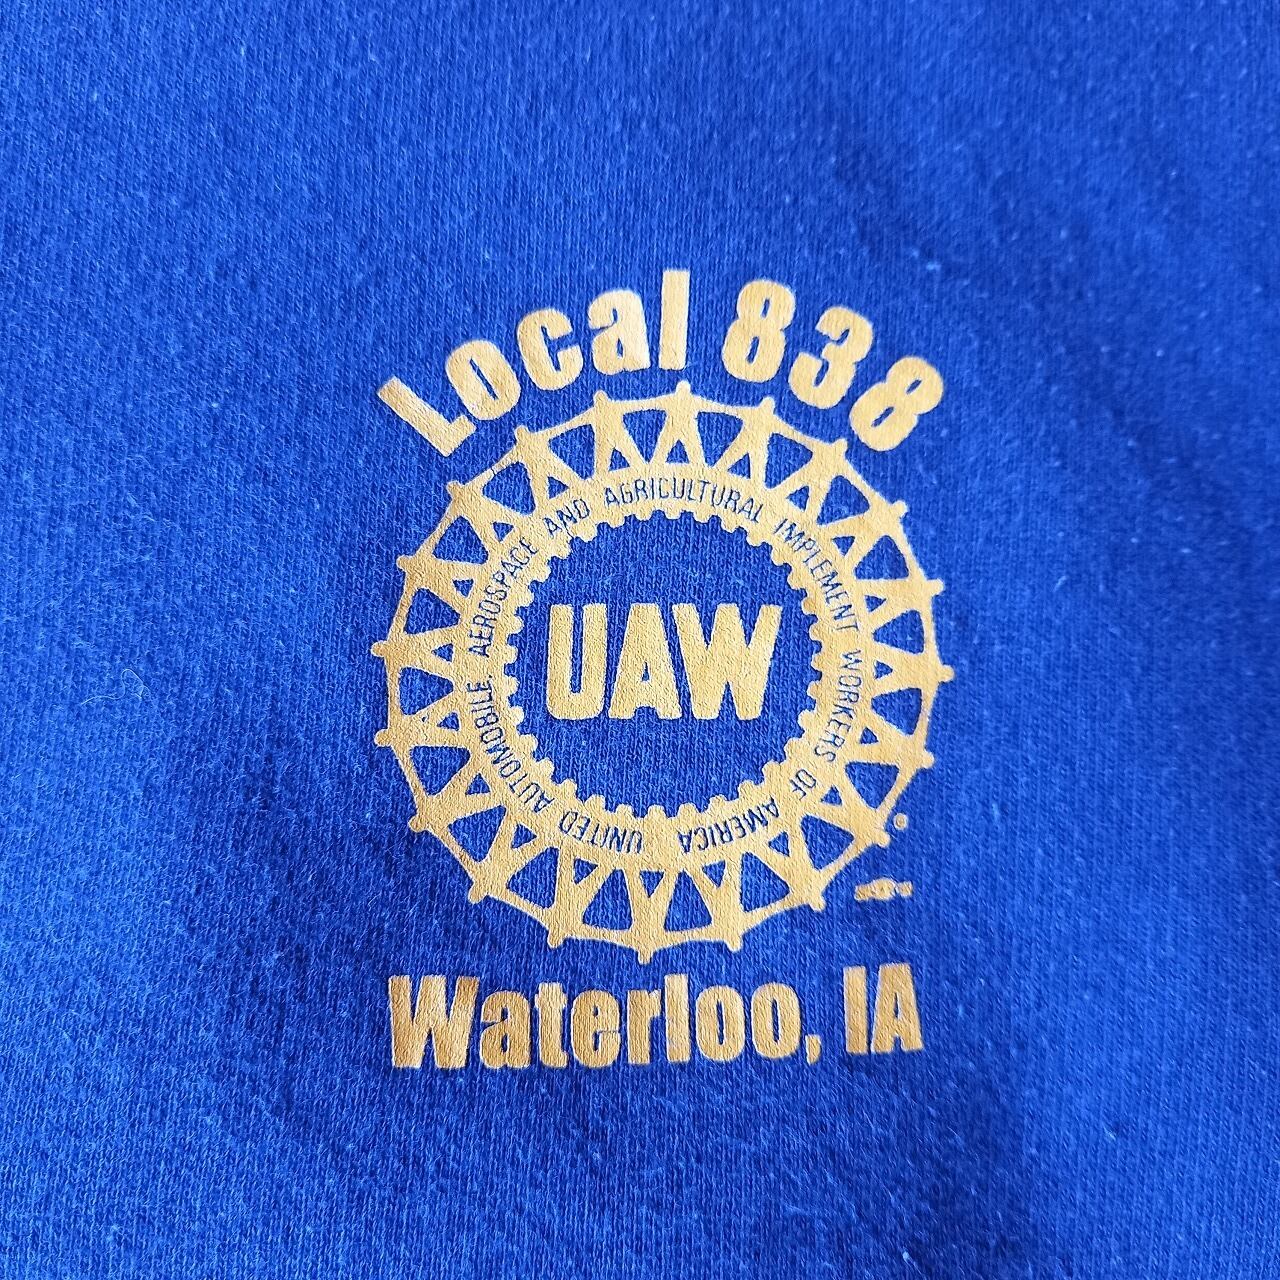 Local 838
UNITED AUTOMOBILE AEROSPACE AND AGRICULTURAL IMPLEMENT WORKERS OF AMERICA
UAW
®
Waterloo, IA